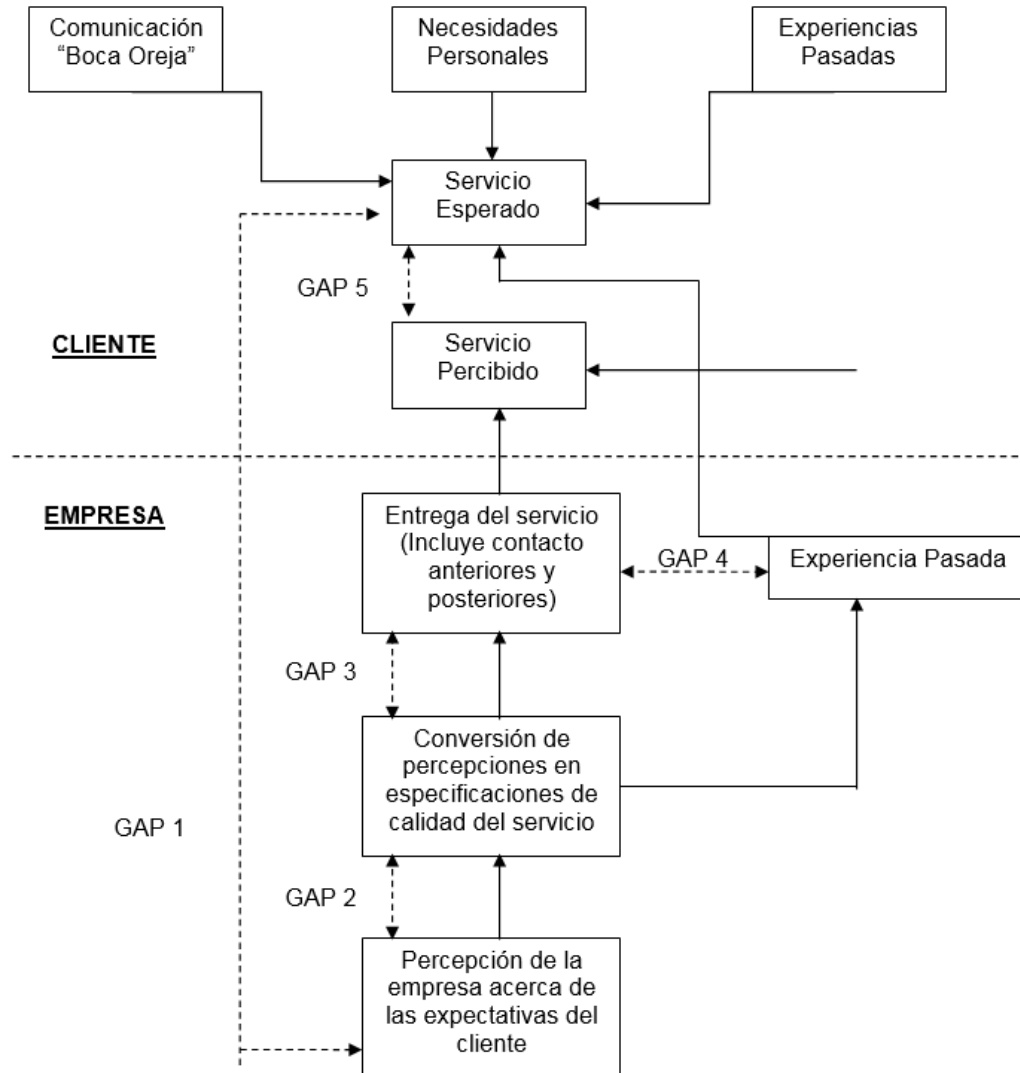 Comunicación
“Boca Oreja”
Necesidades
Personales
Experiencias
Pasadas
Servicio
Esperado
GAP 5
CLIENTE
Servicio
Percibido
EMPRESA
Entrega del servicio
(Incluye contacto
anteriores y
posteriores)
GAP 4
Experiencia Pasada
GAP 3
Conversión de
percepciones en
especificaciones de
calidad del servicio
GAP 1
GAP 2
Percepción de la
empresa acerca de
las expectativas del
cliente